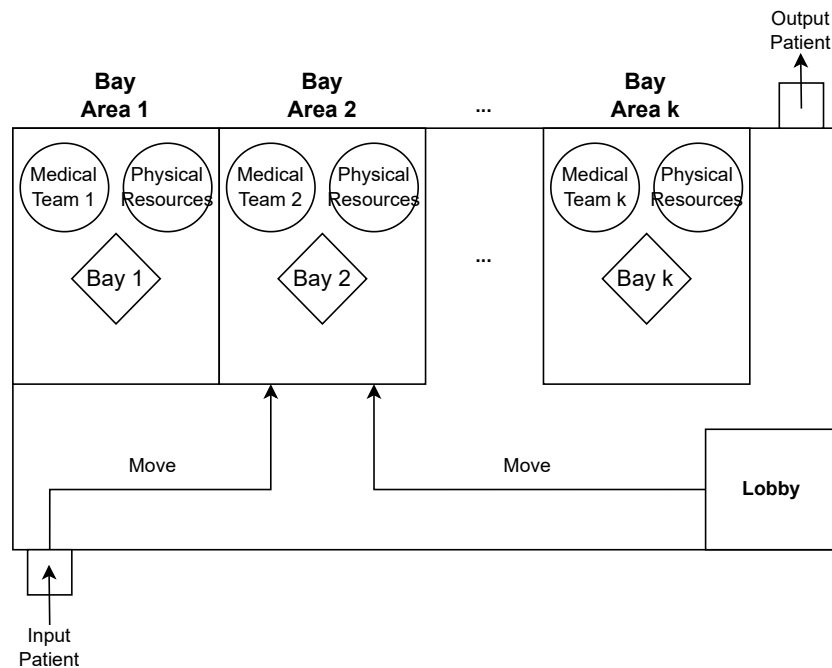 Output
Patient
Bay
Area 1
Bay
Area 2
...
Bay
Area k
Medical
Team 1
Physical
Resources
Medical
Team 2
Physical
Resources
Medical
Team k
Physical
Resources
Bay 1
Bay 2
...
Bay k
Move
Move
Lobby
Input
Patient